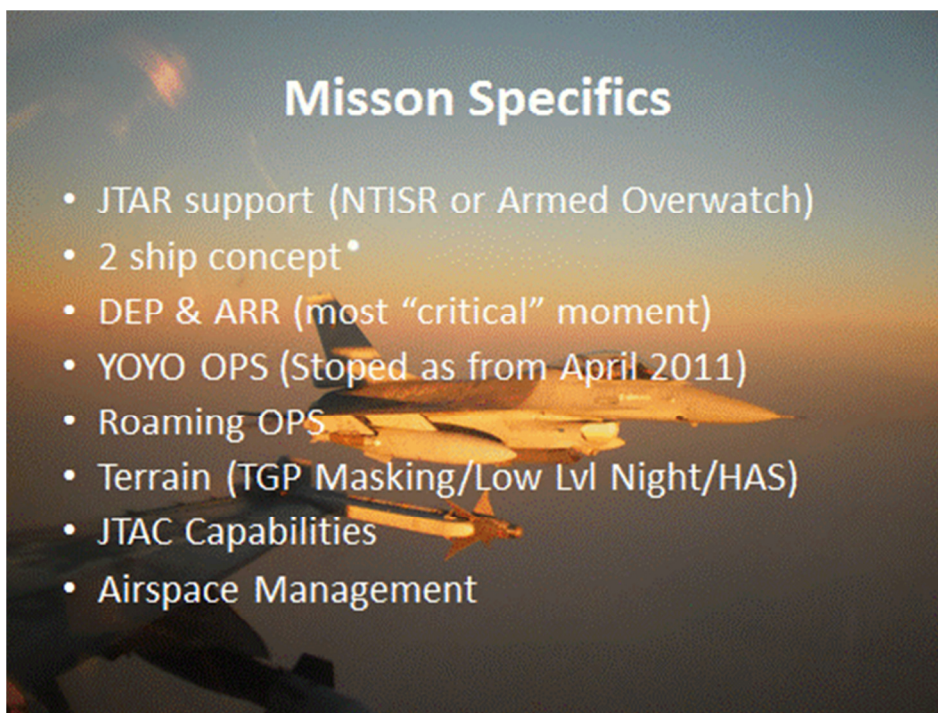 Misson Specifics
• JTAR support (NTISR or Armed Overwatch)
• 2 ship concept
• DEP & ARR (most “critical” moment)
• YOYO OPS (Stoped as from April 2011)
• Roaming OPS
• Terrain (TGP Masking/Low Lvl Night/HAS)
• JTAC Capabilities
• Airspace Management